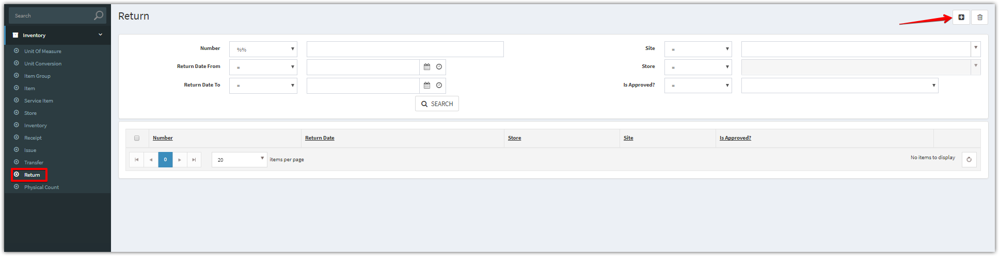 Search
Inventory
Unit Of Measure
Unit Conversion
Item Group
Item
Service Item
Store
Inventory
Receipt
Issue
Transfer
Return
Physical Count
Return
Number %% Site =
Return Date From = Store =
Return Date To = Is Approved? =
SEARCH
Number Return Date Store Site Is Approved?
0 20 items per page No items to display